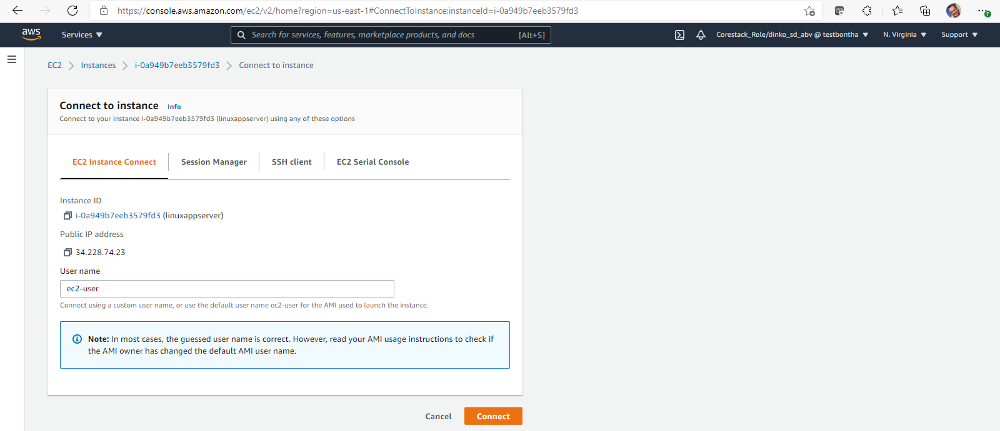 https://console.aws.amazon.com/ec2/v2/home?region=us-east-1#ConnectToInstance:instanceId=i-0a949b7eeb3579fd3
aws Services Search for services, features, marketplace products, and docs [Alt+S] Corestack_Role/dinko_sd_abv @ testbontha N. Virginia Support
EC2 Instances i-0a949b7eeb3579fd3 Connect to instance
Connect to instance Info
Connect to your instance i-0a949b7eeb3579fd3 (linuxappserver) using any of these options
EC2 Instance Connect Session Manager SSH client EC2 Serial Console
Instance ID
i-0a949b7eeb3579fd3 (linuxappserver)
Public IP address
34.228.74.23
User name
ec2-user
Connect using a custom user name, or use the default user name ec2-user for the AMI used to launch the instance.
Note: In most cases, the guessed user name is correct. However, read your AMI usage instructions to check if
the AMI owner has changed the default AMI user name.
Cancel Connect